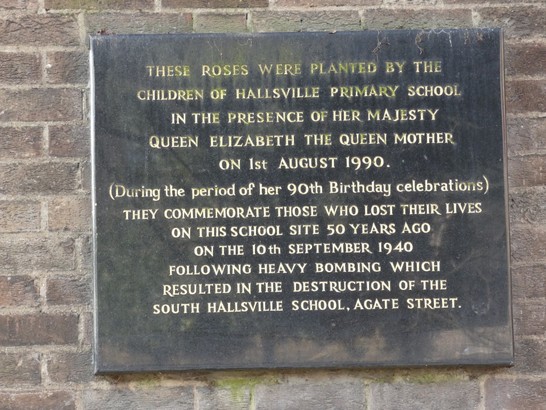 THESE ROSES WERE PLANTED BY THE
CHILDREN OF HALLSVILLE PRIMARY SCHOOL
IN THE PRESENCE OF HER MAJESTY
QUEEN ELIZABETH THE QUEEN MOTHER
ON 1st AUGUST 1990.
(During the period of her 90th Birthday celebrations)
THEY COMMEMORATE THOSE WHO LOST THEIR LIVES
ON THIS SCHOOL SITE 50 YEARS AGO
ON THE 10th SEPTEMBER 1940
FOLLOWING HEAVY BOMBING WHICH
RESULTED IN THE DESTRUCTION OF THE
SOUTH HALLSVILLE SCHOOL, AGATE STREET.